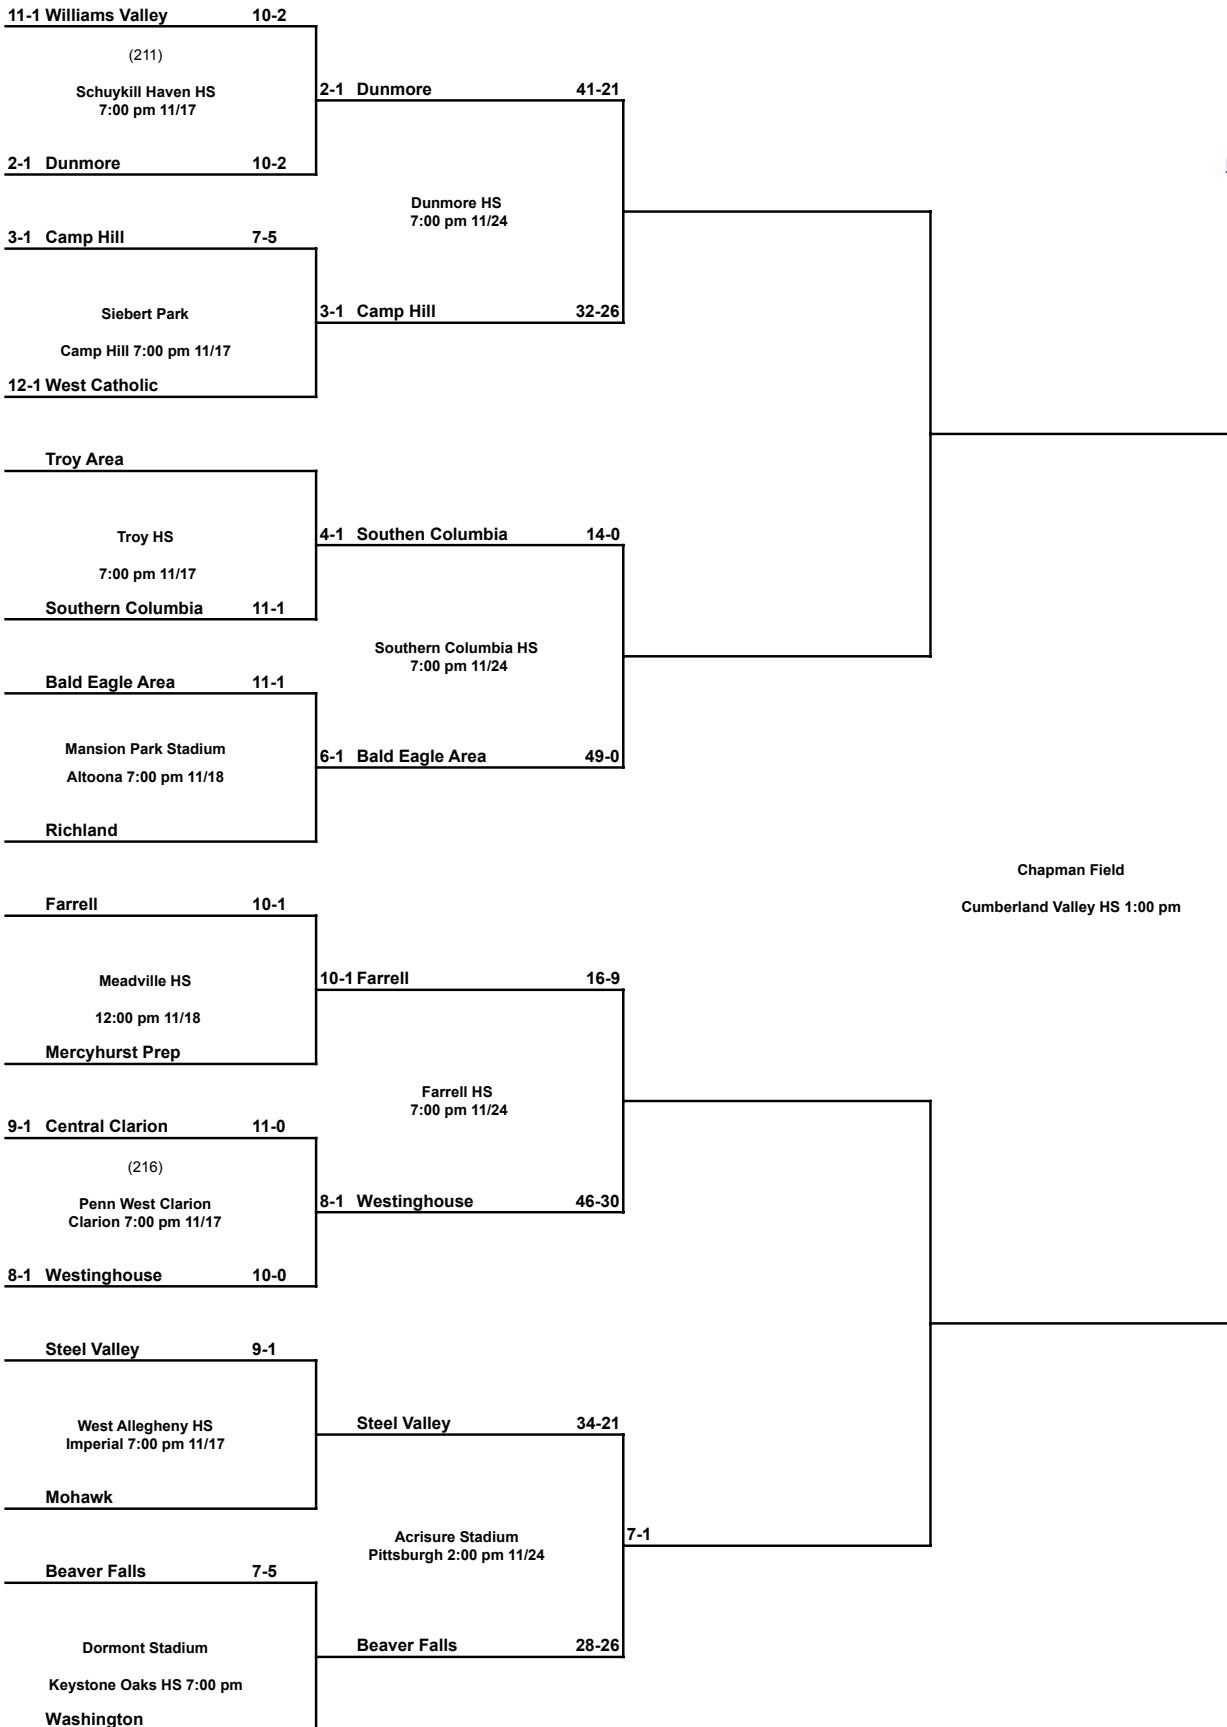 11-1 Williams Valley 10-2
(211)
Schuykill Haven HS
7:00 pm 11/17
2-1 Dunmore 41-21
2-1 Dunmore 10-2
Dunmore HS
7:00 pm 11/24
3-1 Camp Hill 7-5
Siebert Park
3-1 Camp Hill 32-26
Camp Hill 7:00 pm 11/17
12-1 West Catholic
Troy Area
Troy HS
4-1 Southen Columbia 14-0
7:00 pm 11/17
Southern Columbia 11-1
Southern Columbia HS
7:00 pm 11/24
Bald Eagle Area 11-1
Mansion Park Stadium
6-1 Bald Eagle Area 49-0
Altoona 7:00 pm 11/18
Richland
Chapman Field
Cumberland Valley HS 1:00 pm
Farrell 10-1
Meadville HS
10-1 Farrell 16-9
12:00 pm 11/18
Mercyhurst Prep
Farrell HS
7:00 pm 11/24
9-1 Central Clarion 11-0
(216)
Penn West Clarion
8-1 Westinghouse 46-30
Clarion 7:00 pm 11/17
8-1 Westinghouse 10-0
Steel Valley 9-1
West Allegheny HS
Steel Valley 34-21
Imperial 7:00 pm 11/17
Mohawk
Acrisure Stadium
7-1
Pittsburgh 2:00 pm 11/24
Beaver Falls 7-5
Dormont Stadium
Beaver Falls 28-26
Keystone Oaks HS 7:00 pm
Washington